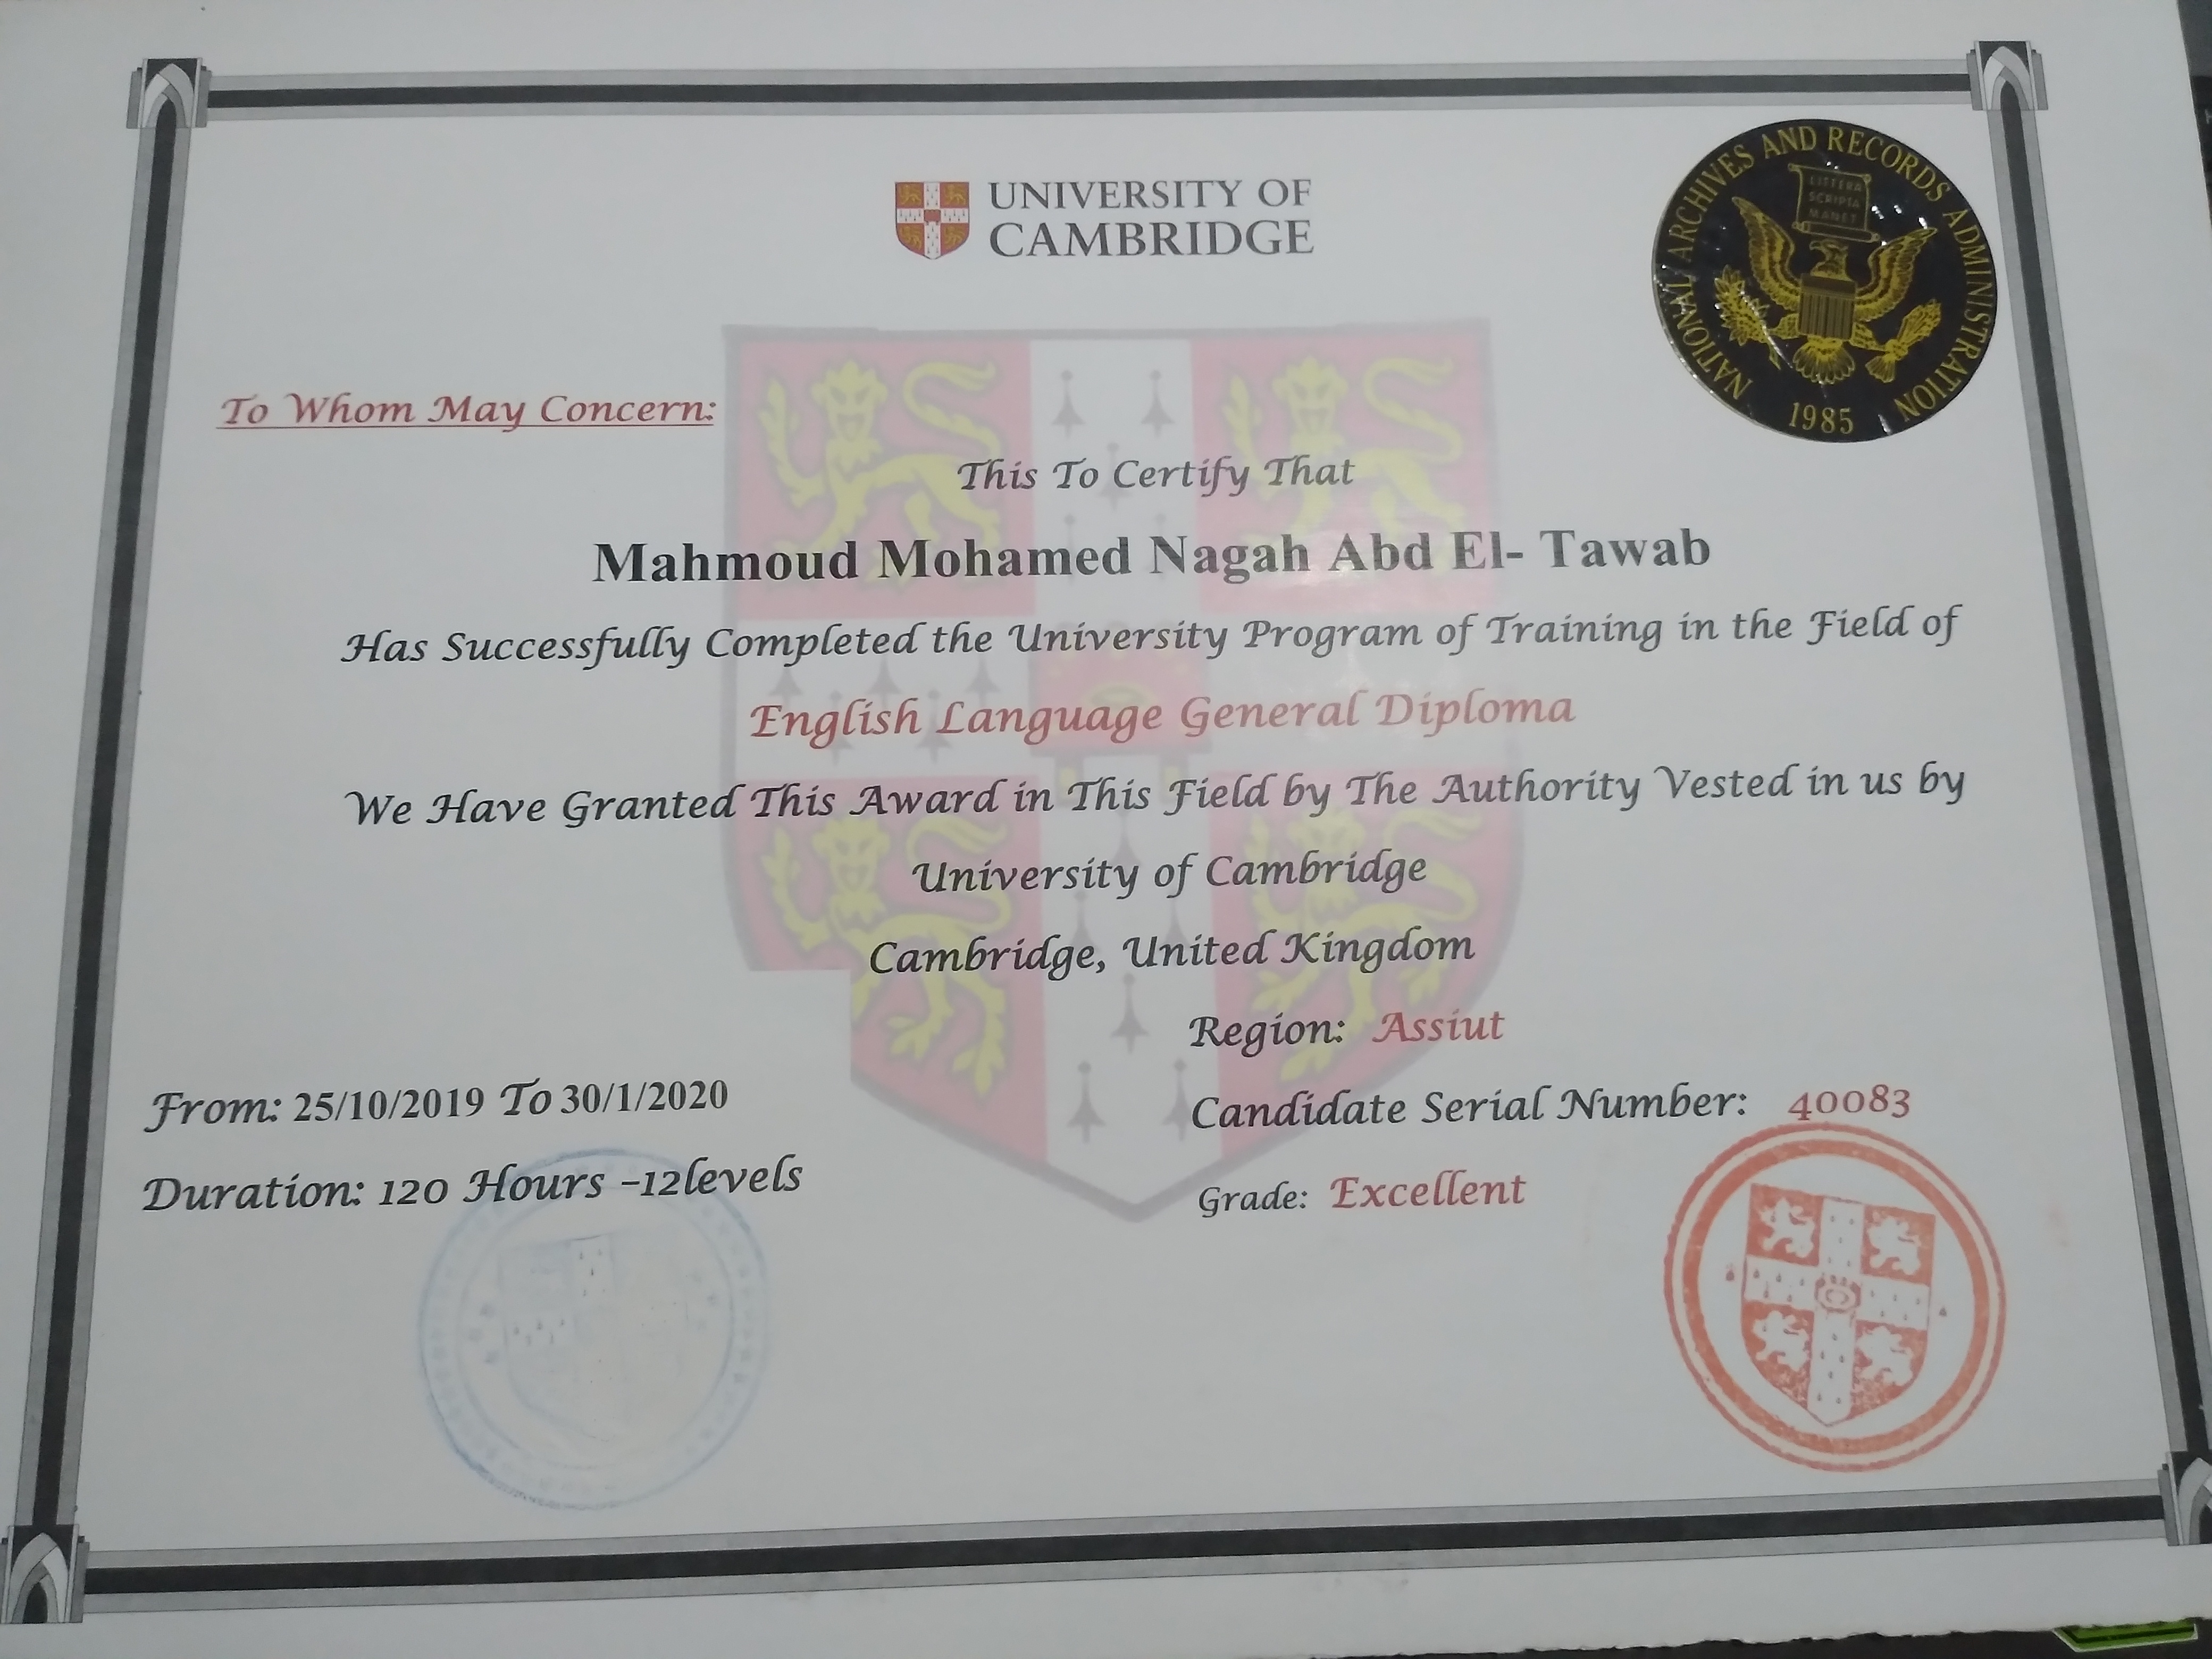 UNIVERSITY OF
CAMBRIDGE
NATIONAL ARCHIVES AND RECORDS ADMINISTRATION
LITTERA
SCRIPTA
MANET
1985
To Whom May Concern:
This To Certify That
Mahmoud Mohamed Nagah Abd El- Tawab
Has Successfully Completed the University Program of Training in the Field of
English Language General Diploma
We Have Granted This Award in This Field by The Authority Vested in us by
University of Cambridge
Cambridge, United Kingdom
Region: Assiut
From: 25/10/2019 To 30/1/2020
Candidate Serial Number: 40083
Duration: 120 Hours -12levels
Grade: Excellent